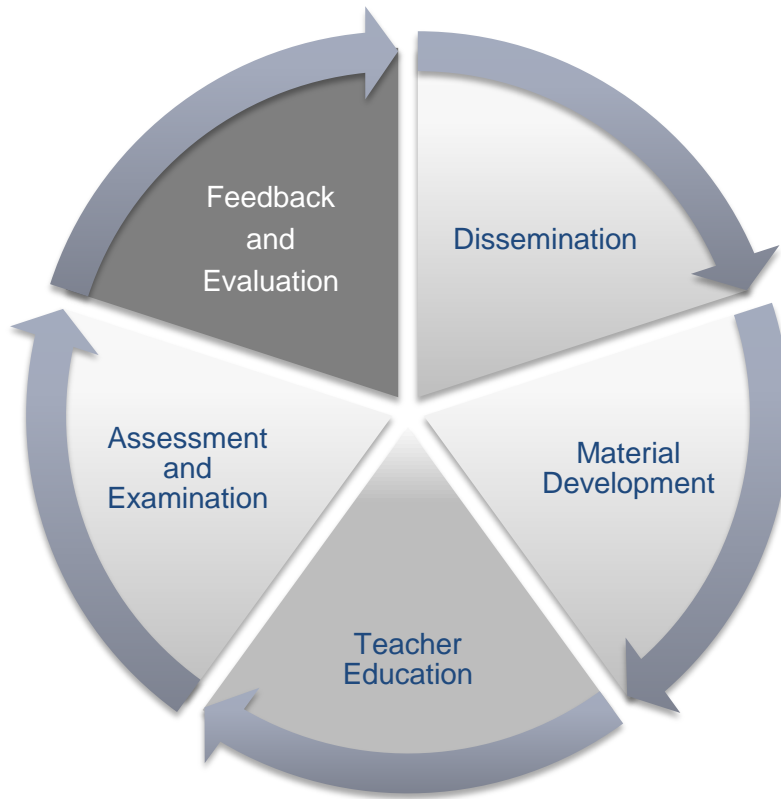 Feedback
and
Evaluation
Dissemination
Material
Development
Teacher
Education
Assessment
and
Examination